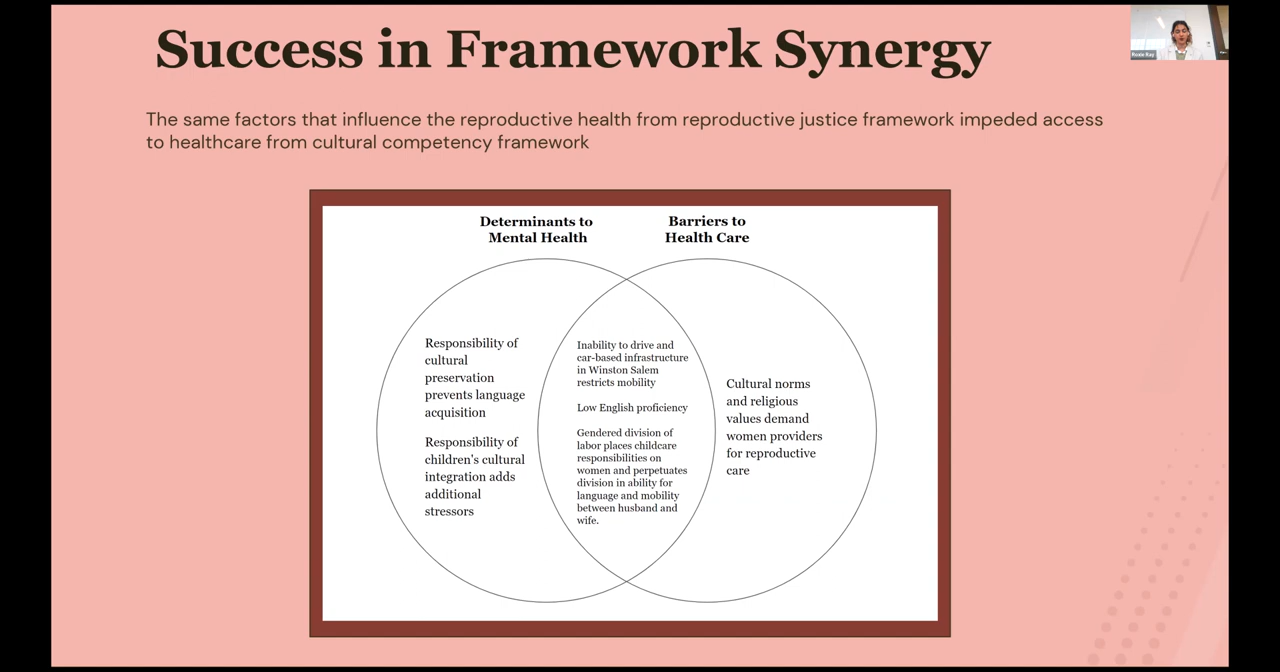 Success in Framework Synergy
The same factors that influence the reproductive health from reproductive justice framework impeded access
to healthcare from cultural competency framework
Determinants to
Mental Health
Barriers to
Health Care
Responsibility of
cultural
preservation
prevents language
acquisition
Responsibility of
children's cultural
integration adds
additional
stressors
Inability to drive and
car-based infrastructure
in Winston Salem
restricts mobility
Low English proficiency
Gendered division of
labor places childcare
responsibilities on
women and perpetuates
division in ability for
language and mobility
between husband and
wife.
Cultural norms
and religious
values demand
women providers
for reproductive
care